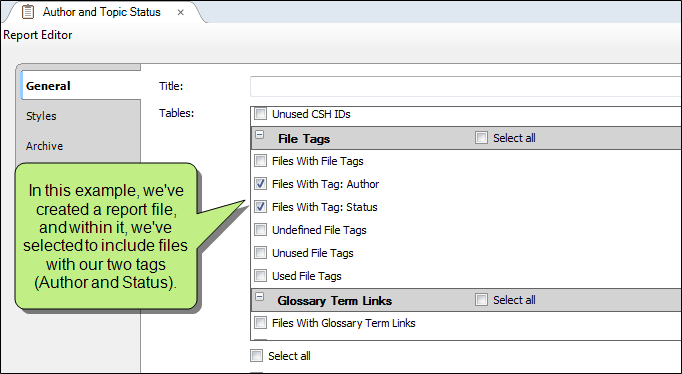 Author and Topic Status ×
Report Editor
General
Styles
Archive
Title:
Tables:
Unused CSH IDs
File Tags Select all
Files With File Tags
Files With Tag: Author
Files With Tag: Status
Undefined File Tags
Unused File Tags
Used File Tags
Glossary Term Links Select all
Files With Glossary Term Links
Select all
In this example, we've
created a report file,
and within it, we've
selected to include files
with our two tags
(Author and Status).